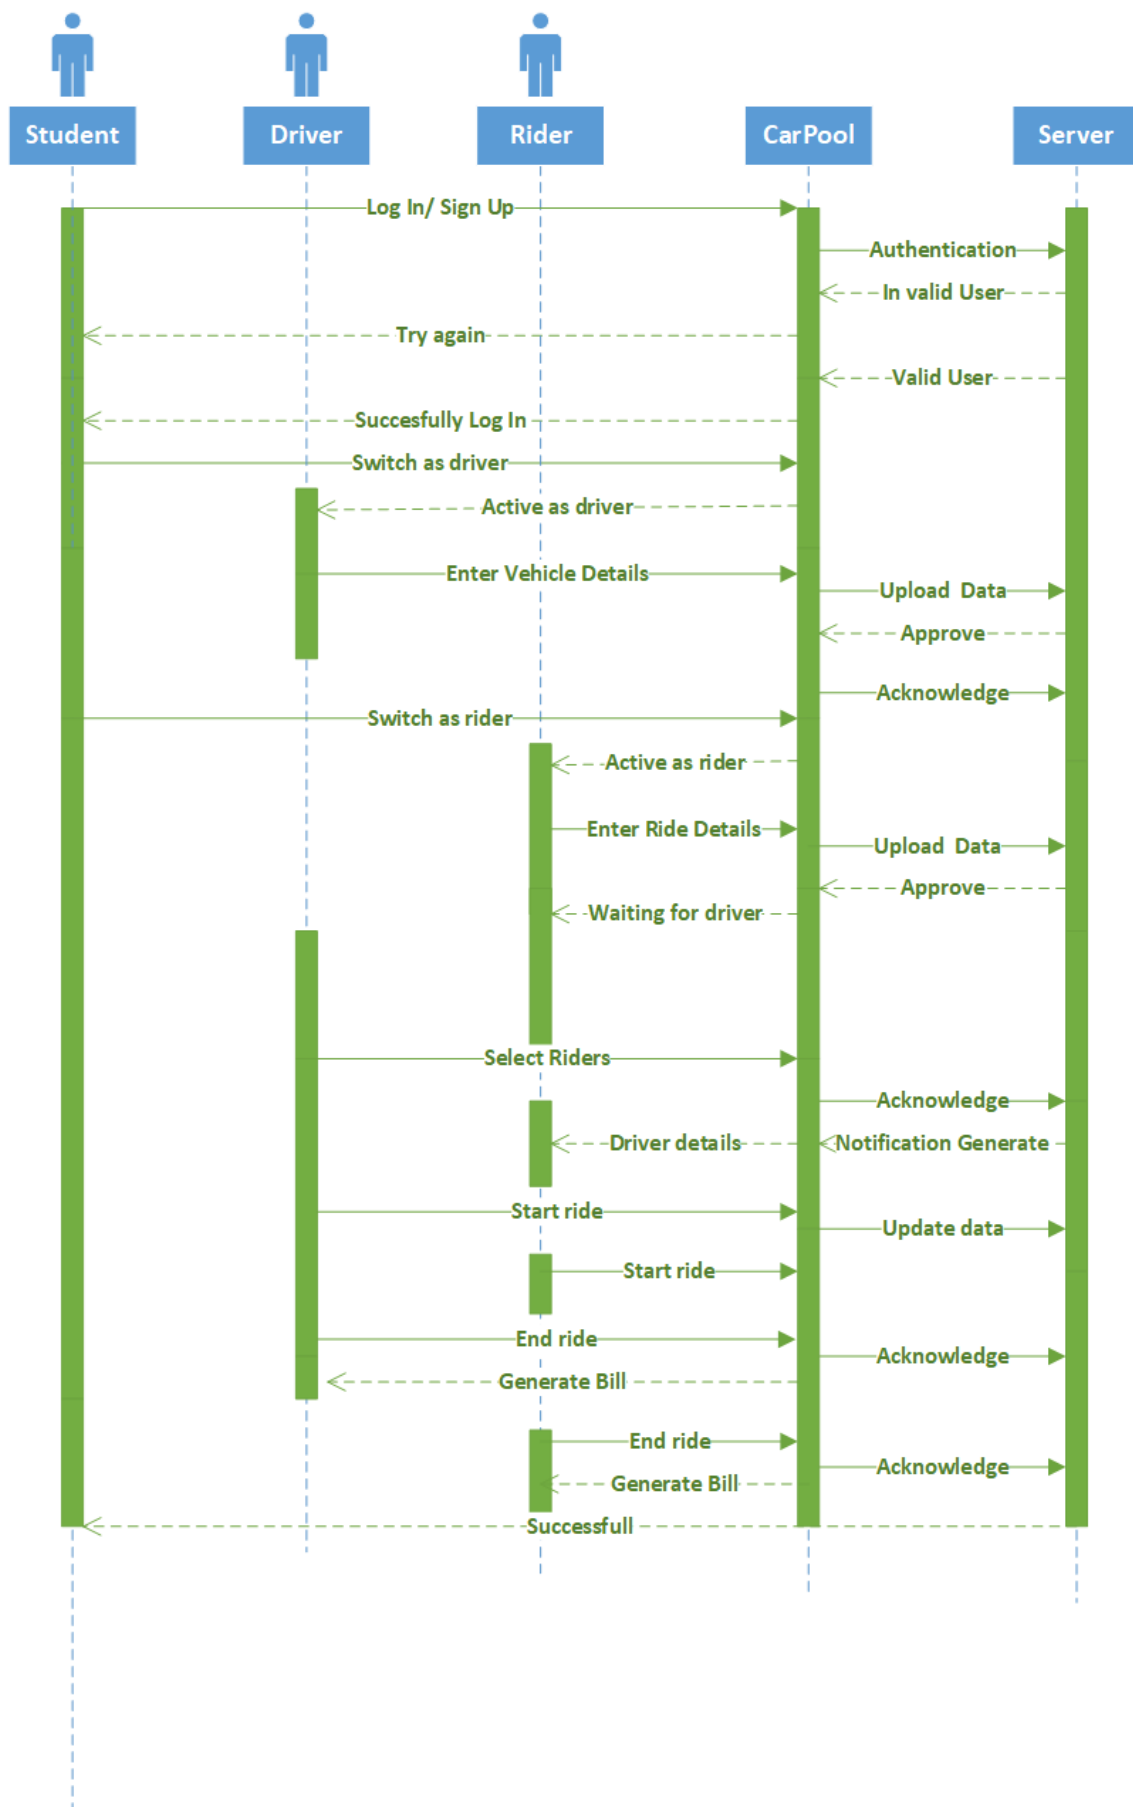 Student
Driver
Rider
CarPool
Server
Log In/ Sign Up
Authentication
In valid User
Try again
Valid User
Succesfully Log In
Switch as driver
Active as driver
Enter Vehicle Details
Upload  Data
Approve
Acknowledge
Switch as rider
Active as rider
Enter Ride Details
Upload  Data
Approve
Waiting for driver
Select Riders
Acknowledge
Driver details
Notification Generate
Start ride
Update data
Start ride
End ride
Acknowledge
Generate Bill
End ride
Acknowledge
Generate Bill
Successfull